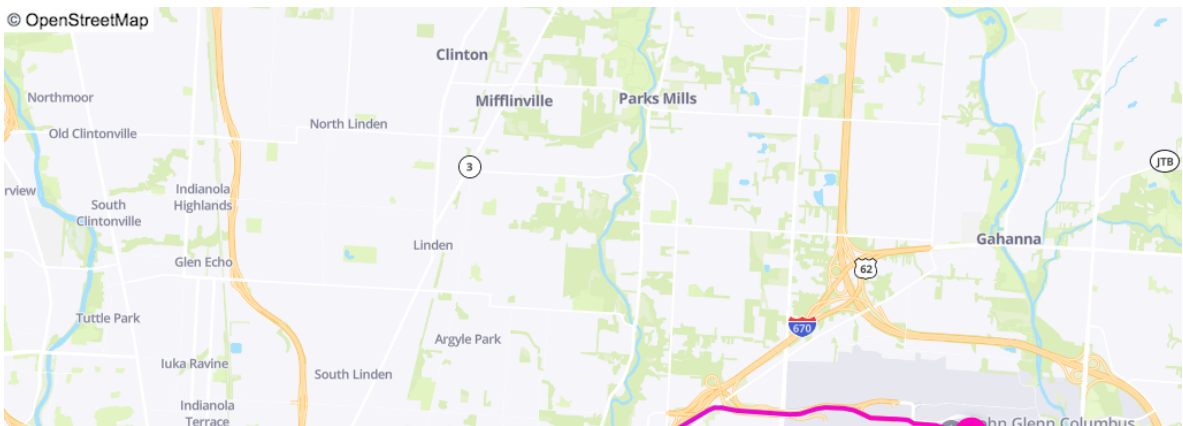 © OpenStreetMap
Clinton
Northmoor
Mifflinville
Parks Mills
North Linden
Old Clintonville
3
JTB
rview
Indianola
Highlands
South
Clintonville
Linden
Gahanna
Glen Echo
62
Tuttle Park
670
Argyle Park
Iuka Ravine
South Linden
Indianola
Terrace
ohn Glenn Columbus